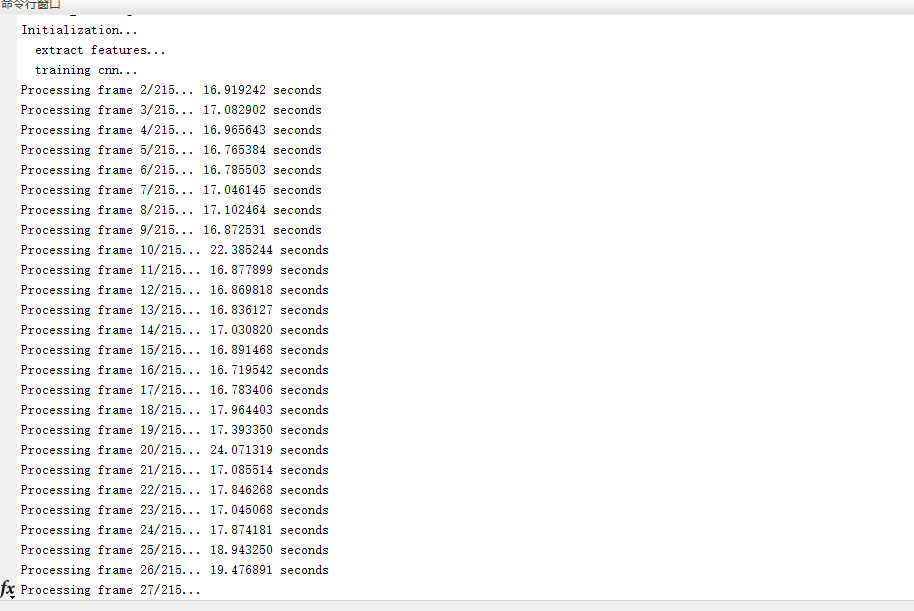 命令行窗口
Initialization...
extract features...
training cnn...
Processing frame 2/215... 16.919242 seconds
Processing frame 3/215... 17.082902 seconds
Processing frame 4/215... 16.965643 seconds
Processing frame 5/215... 16.765384 seconds
Processing frame 6/215... 16.785503 seconds
Processing frame 7/215... 17.046145 seconds
Processing frame 8/215... 17.102464 seconds
Processing frame 9/215... 16.872531 seconds
Processing frame 10/215... 22.385244 seconds
Processing frame 11/215... 16.877899 seconds
Processing frame 12/215... 16.869818 seconds
Processing frame 13/215... 16.836127 seconds
Processing frame 14/215... 17.030820 seconds
Processing frame 15/215... 16.891468 seconds
Processing frame 16/215... 16.719542 seconds
Processing frame 17/215... 16.783406 seconds
Processing frame 18/215... 17.964403 seconds
Processing frame 19/215... 17.393350 seconds
Processing frame 20/215... 24.071319 seconds
Processing frame 21/215... 17.085514 seconds
Processing frame 22/215... 17.846268 seconds
Processing frame 23/215... 17.045068 seconds
Processing frame 24/215... 17.874181 seconds
Processing frame 25/215... 18.943250 seconds
Processing frame 26/215... 19.476891 seconds
fx Processing frame 27/215...